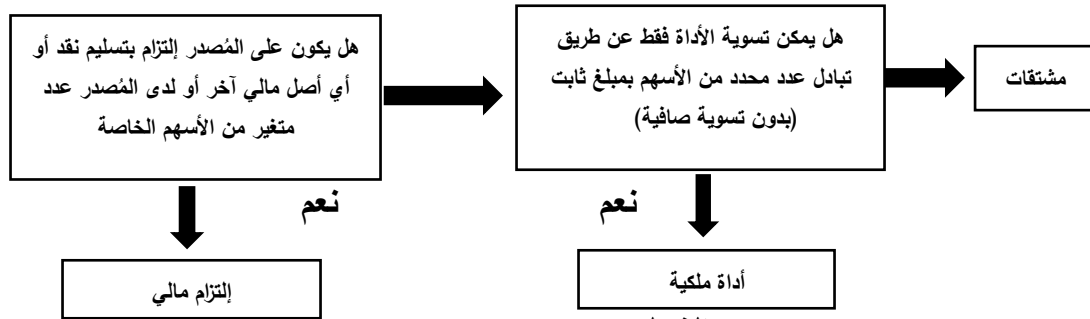 هل يكون على المُصدر إلتزام بتسليم نقد أو
أي أصل مالي آخر أو لدى المُصدر عدد
متغير من الأسهم الخاصة
هل يمكن تسوية الأداة فقط عن طريق
تبادل عدد محدد من الأسهم بمبلغ ثابت
(بدون تسوية صافية)
مشتقات
نعم
نعم
إلتزام مالي
أداة ملكية